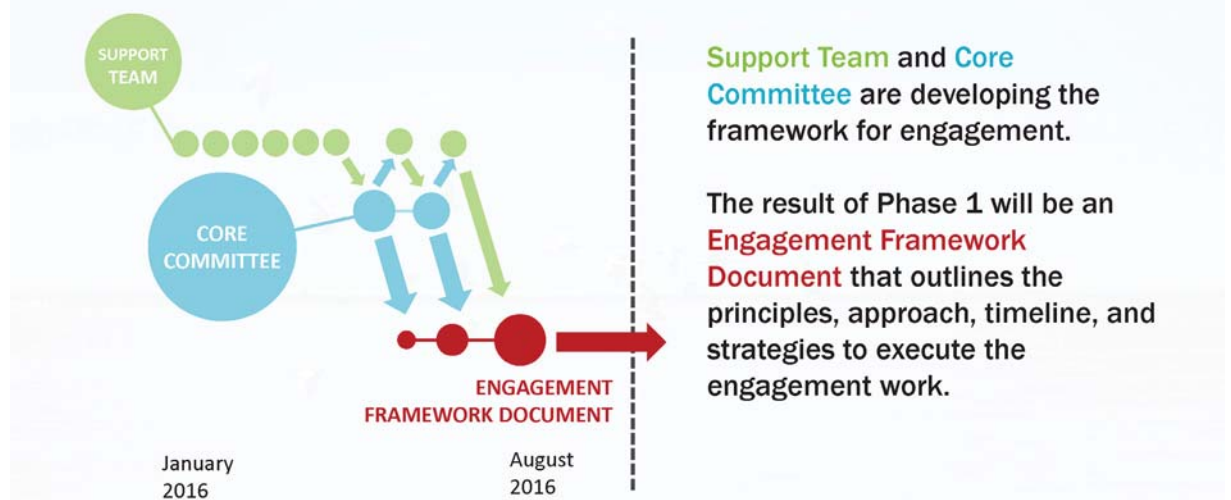 SUPPORT
TEAM
CORE
COMMITTEE
ENGAGEMENT
FRAMEWORK DOCUMENT
January
2016
August
2016
Support Team and Core
Committee are developing the
framework for engagement.
The result of Phase 1 will be an
Engagement Framework
Document that outlines the
principles, approach, timeline, and
strategies to execute the
engagement work.